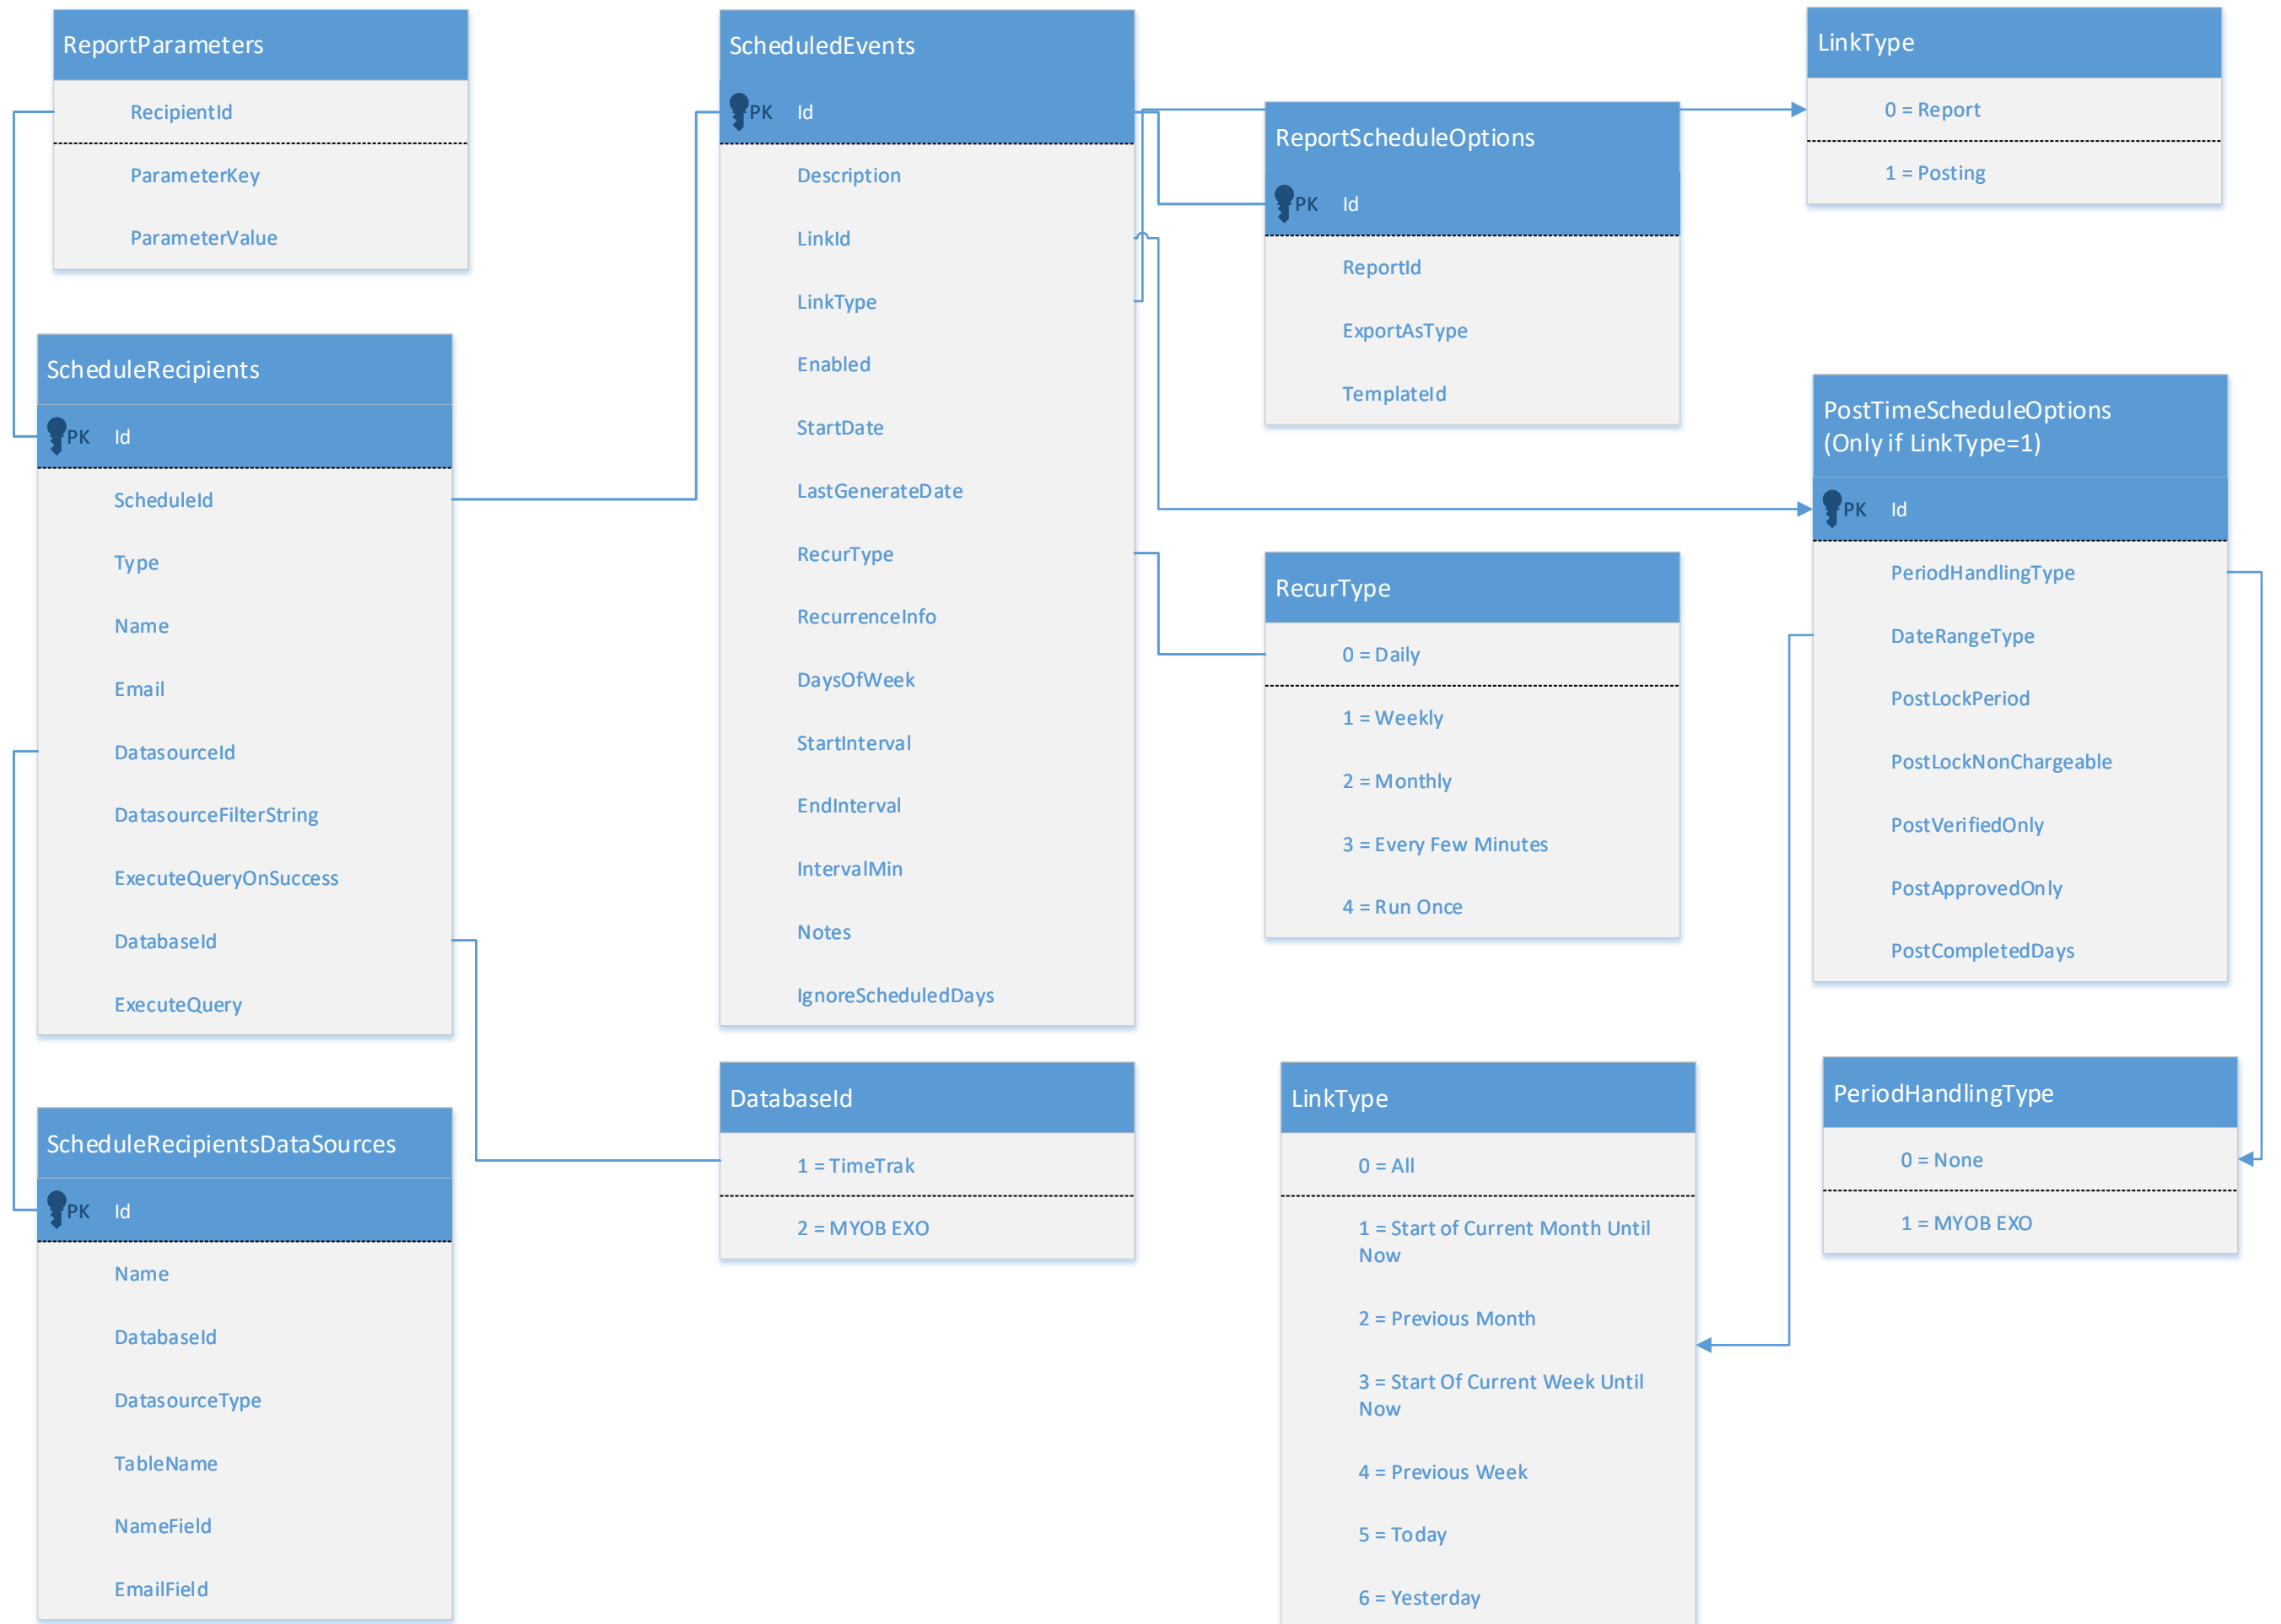 ReportParameters
RecipientId
ParameterKey
ParameterValue
ScheduleRecipients
PK Id
ScheduleId
Type
Name
Email
DatasourceId
DatasourceFilterString
ExecuteQueryOnSuccess
DatabaseId
ExecuteQuery
ScheduleRecipientsDataSources
PK Id
Name
DatabaseId
DatasourceType
TableName
NameField
EmailField
ScheduledEvents
PK Id
Description
LinkId
LinkType
Enabled
StartDate
LastGenerateDate
RecurType
RecurrenceInfo
DaysOfWeek
StartInterval
EndInterval
IntervalMin
Notes
IgnoreScheduledDays
DatabaseId
1 = TimeTrak
2 = MYOB EXO
ReportScheduleOptions
PK Id
ReportId
ExportAsType
TemplateId
RecurType
0 = Daily
1 = Weekly
2 = Monthly
3 = Every Few Minutes
4 = Run Once
LinkType
0 = All
1 = Start of Current Month Until
Now
2 = Previous Month
3 = Start Of Current Week Until
Now
4 = Previous Week
5 = Today
6 = Yesterday
LinkType
0 = Report
1 = Posting
PostTimeScheduleOptions
(Only if LinkType=1)
PK Id
PeriodHandlingType
DateRangeType
PostLockPeriod
PostLockNonChargeable
PostVerifiedOnly
PostApprovedOnly
PostCompletedDays
PeriodHandlingType
0 = None
1 = MYOB EXO